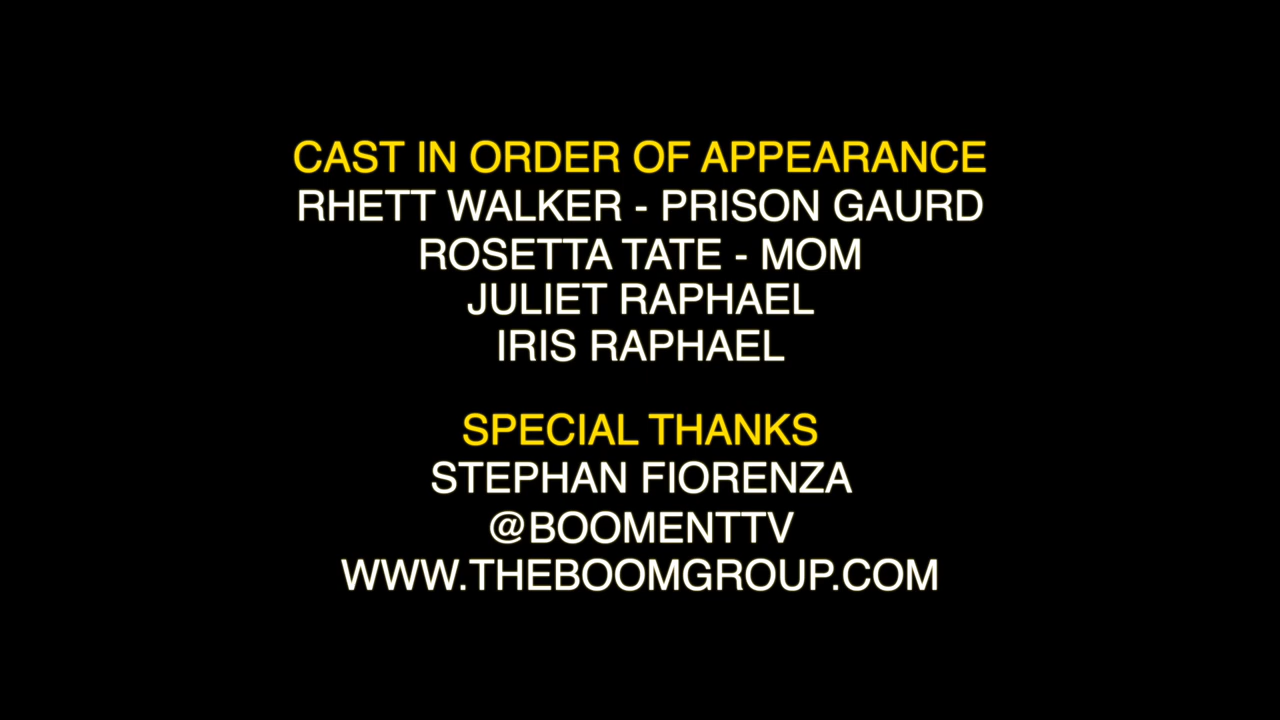 CAST IN ORDER OF APPEARANCE
RHETT WALKER - PRISON GAURD
ROSETTA TATE - MOM
JULIET RAPHAEL
IRIS RAPHAEL
SPECIAL THANKS
STEPHAN FIORENZA
@BOOMENTTV
WWW.THEBOOMGROUP.COM